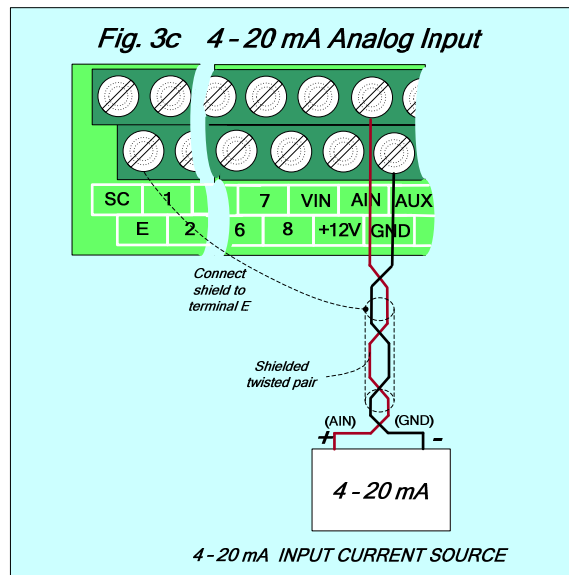 Fig. 3c 4 - 20 mA Analog Input
SC 1 7 VIN AIN AUX
E 2 6 8 +12V GND
Connect
shield to
terminal E
Shielded
twisted pair
(AIN) (GND)
+ -
4 - 20 mA
4 - 20 mA INPUT CURRENT SOURCE